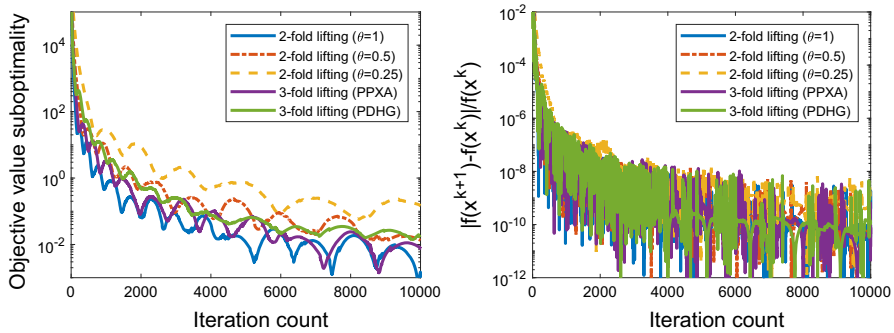 Objective value suboptimality
10^4
10^2
10^0
10^-2
0
2000
4000
6000
8000
10000
Iteration count
2-fold lifting (θ=1)
2-fold lifting (θ=0.5)
2-fold lifting (θ=0.25)
3-fold lifting (PPXA)
3-fold lifting (PDHG)
|f(x^{k+1})-f(x^k)|/f(x^k)
10^-2
10^-4
10^-6
10^-8
10^-10
10^-12
0
2000
4000
6000
8000
10000
Iteration count
2-fold lifting (θ=1)
2-fold lifting (θ=0.5)
2-fold lifting (θ=0.25)
3-fold lifting (PPXA)
3-fold lifting (PDHG)